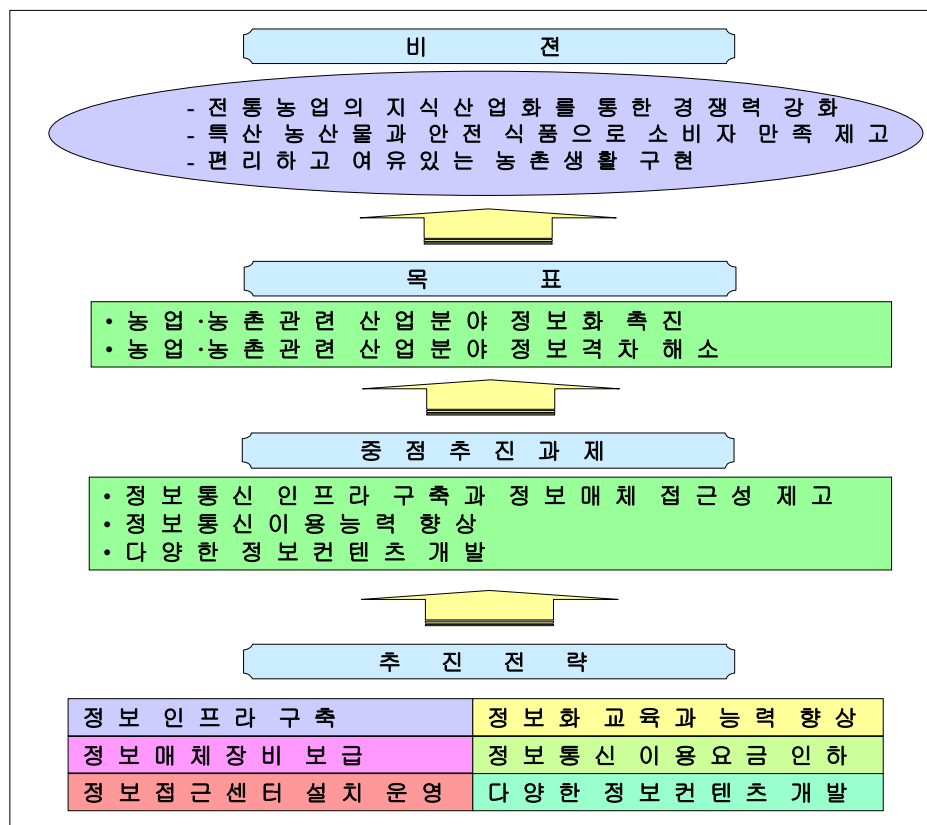 비 젼
- 전통농업의 지식산업화를 통한 경쟁력 강화
- 특산 농산물과 안전 식품으로 소비자 만족 제고
- 편리하고 여유있는 농촌생활 구현
목 표
• 농업·농촌관련 산업분야 정보화 촉진
• 농업·농촌관련 산업분야 정보격차 해소
중점추진과제
• 정보통신 인프라 구축과 정보매체 접근성 제고
• 정보통신이용능력 향상
• 다양한 정보컨텐츠 개발
추 진 전 략
정보 인프라 구축
정보화 교육과 능력 향상
정보매체장비 보급
정보통신 이용요금 인하
정보접근센터 설치 운영
다양한 정보컨텐츠 개발